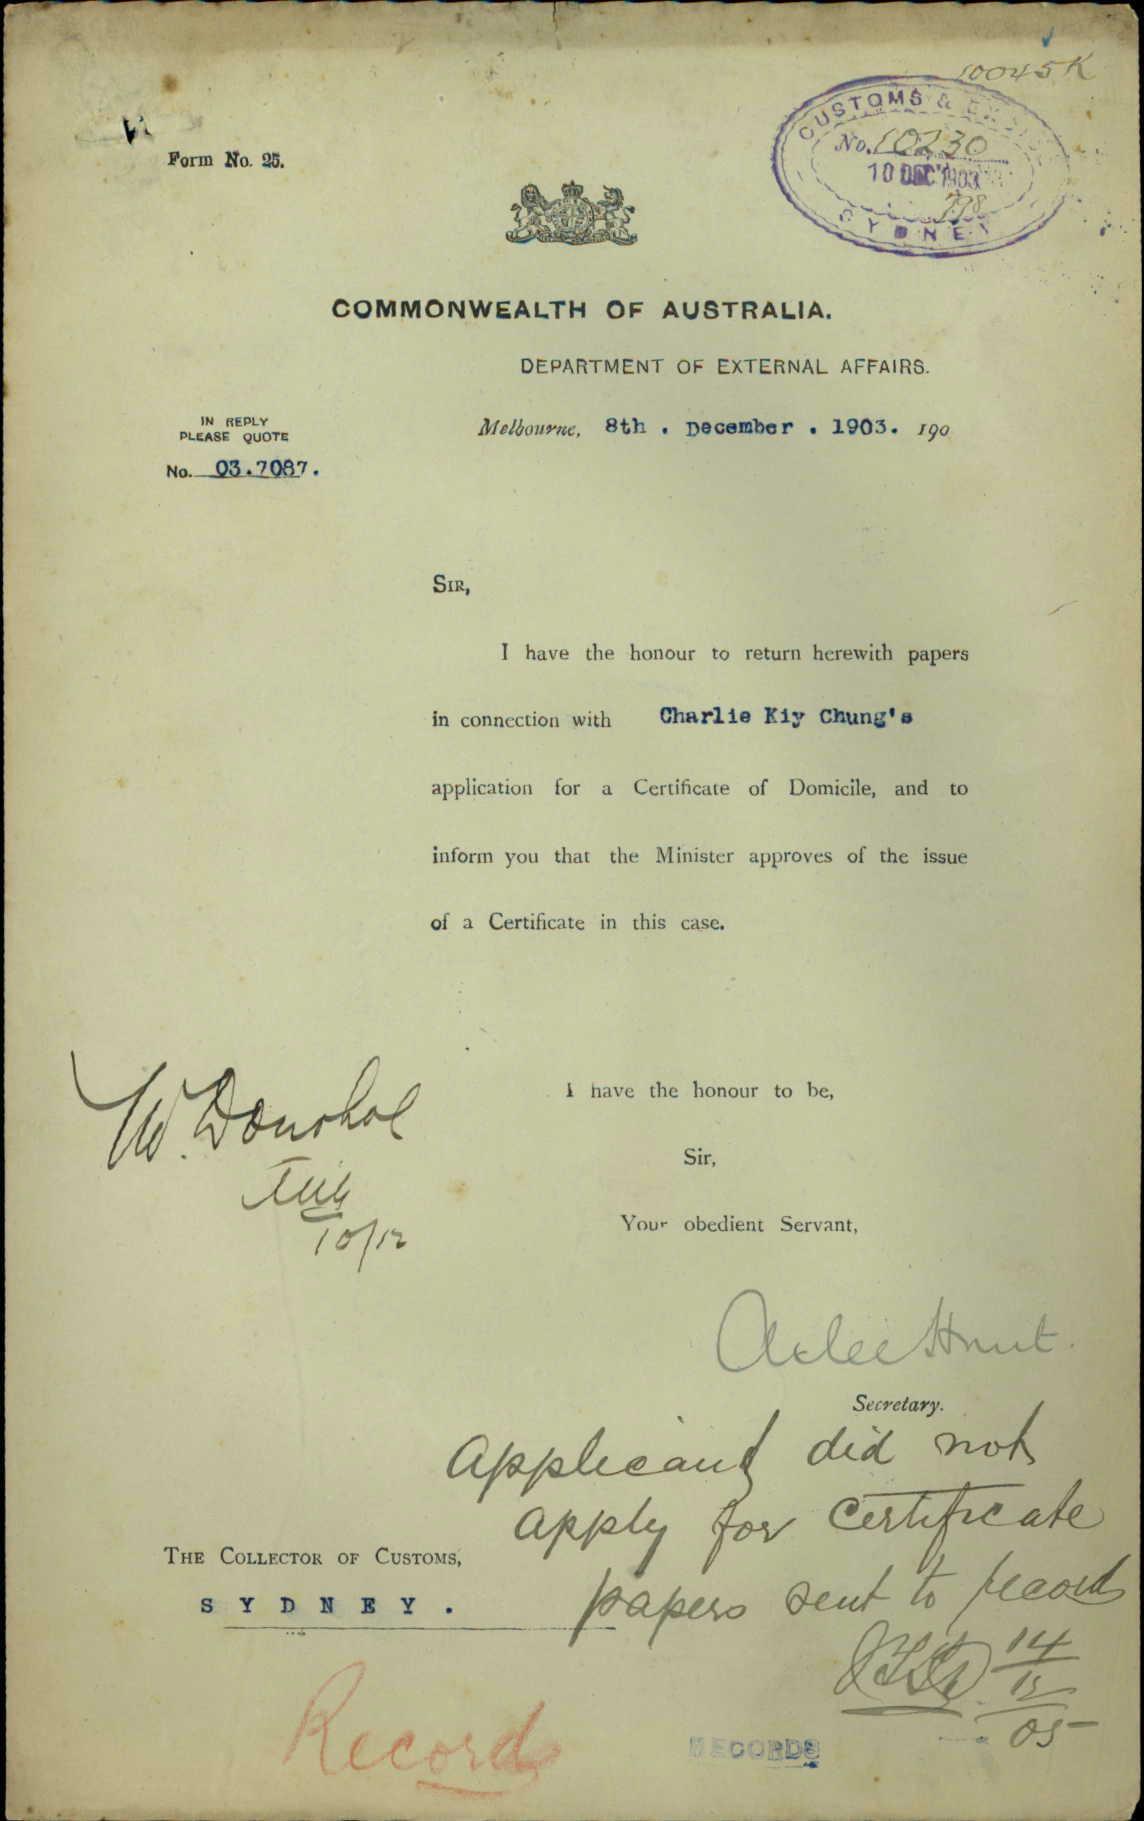 10045K
Form No. 25.
CUSTOMS &
No. 10230
10 DEC 1903
SYDNEY
COMMONWEALTH OF AUSTRALIA.
DEPARTMENT OF EXTERNAL AFFAIRS.
IN REPLY
PLEASE QUOTE
No. 03.7087.
Melbourne, 8th . December . 1903. 190
SIR,
I have the honour to return herewith papers
in connection with Charlie Kiy Chung's
application for a Certificate of Domicile, and to
inform you that the Minister approves of the issue
of a Certificate in this case.
W. Donohoe
10/12
I have the honour to be,
Sir,
Your obedient Servant,
Atlee Hunt.
Secretary.
Applicant did not
apply for Certificate
papers sent to records
14
12
05
THE COLLECTOR OF CUSTOMS,
SYDNEY.
Records
RECORDS